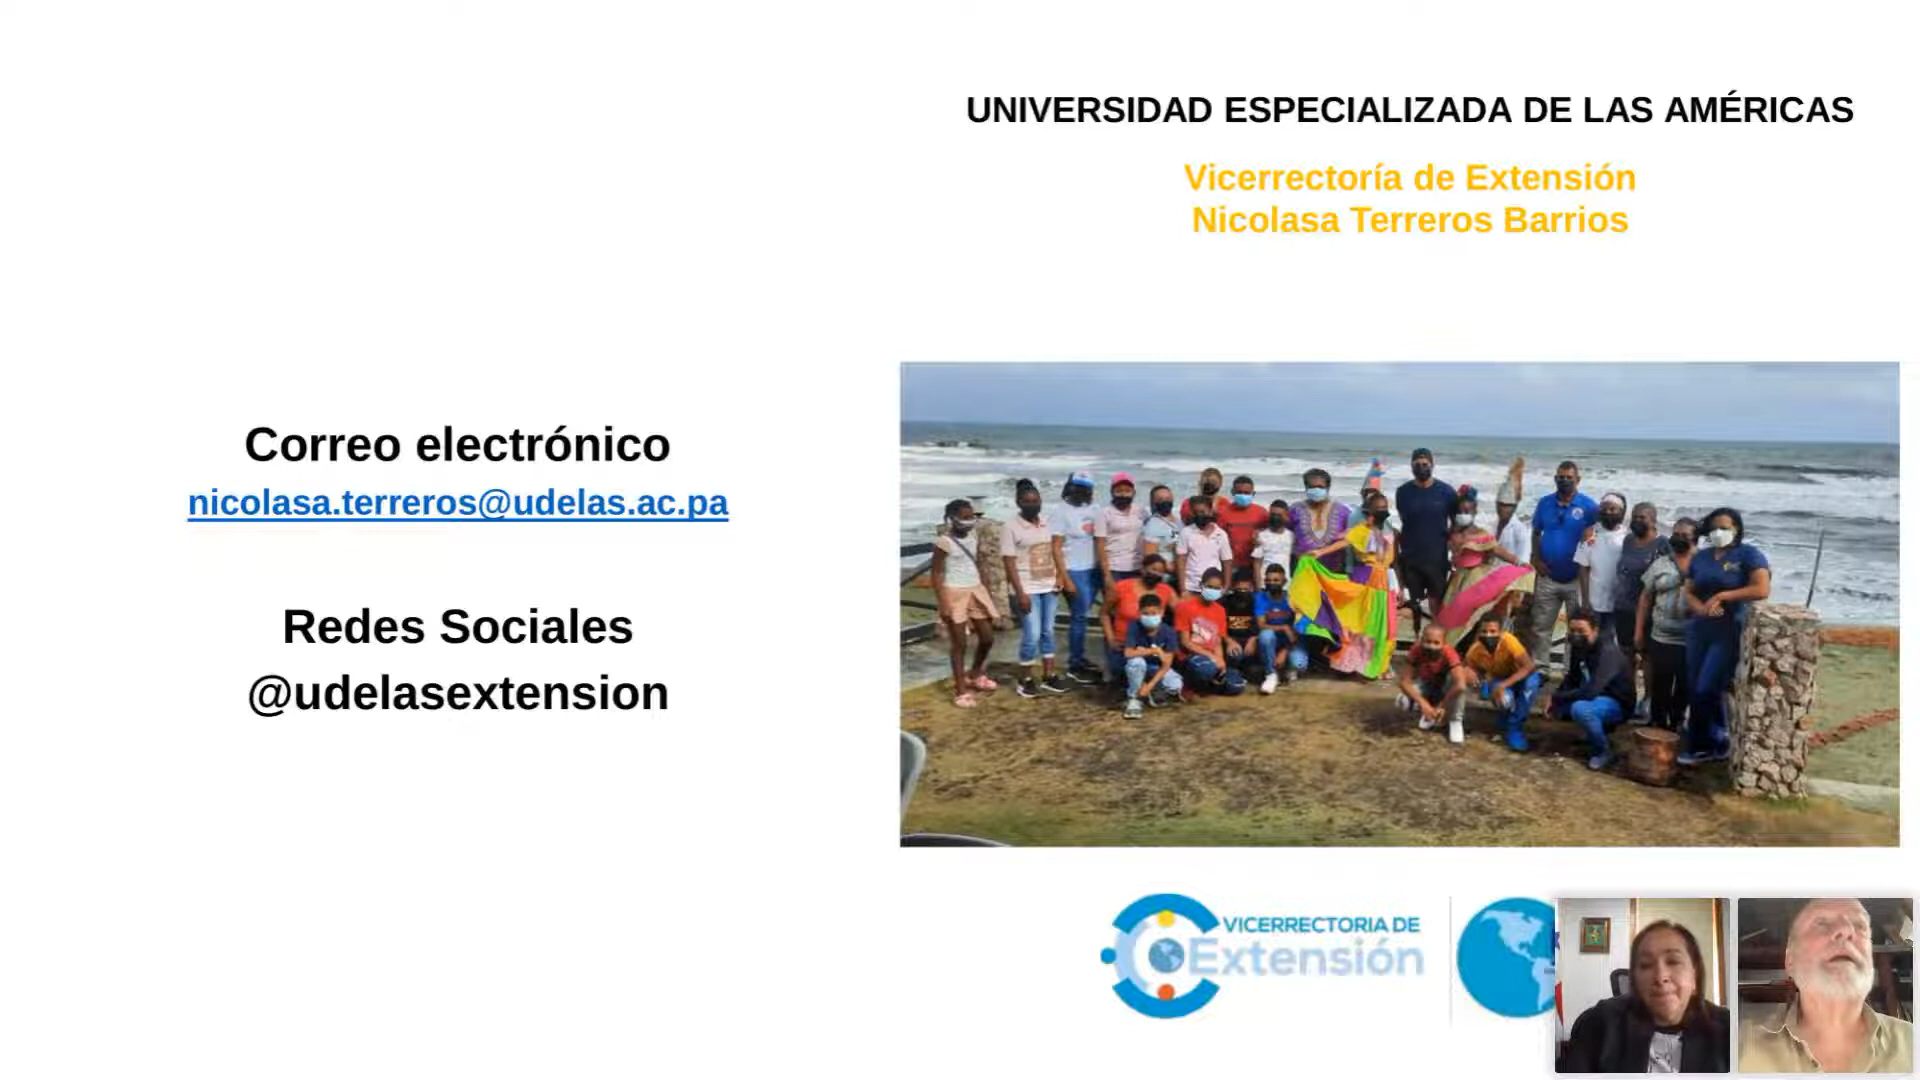 UNIVERSIDAD ESPECIALIZADA DE LAS AMÉRICAS
Vicerrectoría de Extensión
Nicolasa Terreros Barrios
Correo electrónico
nicolasa.terreros@udelas.ac.pa
Redes Sociales
@udelasextension
VICERRECTORIA DE
Extensión